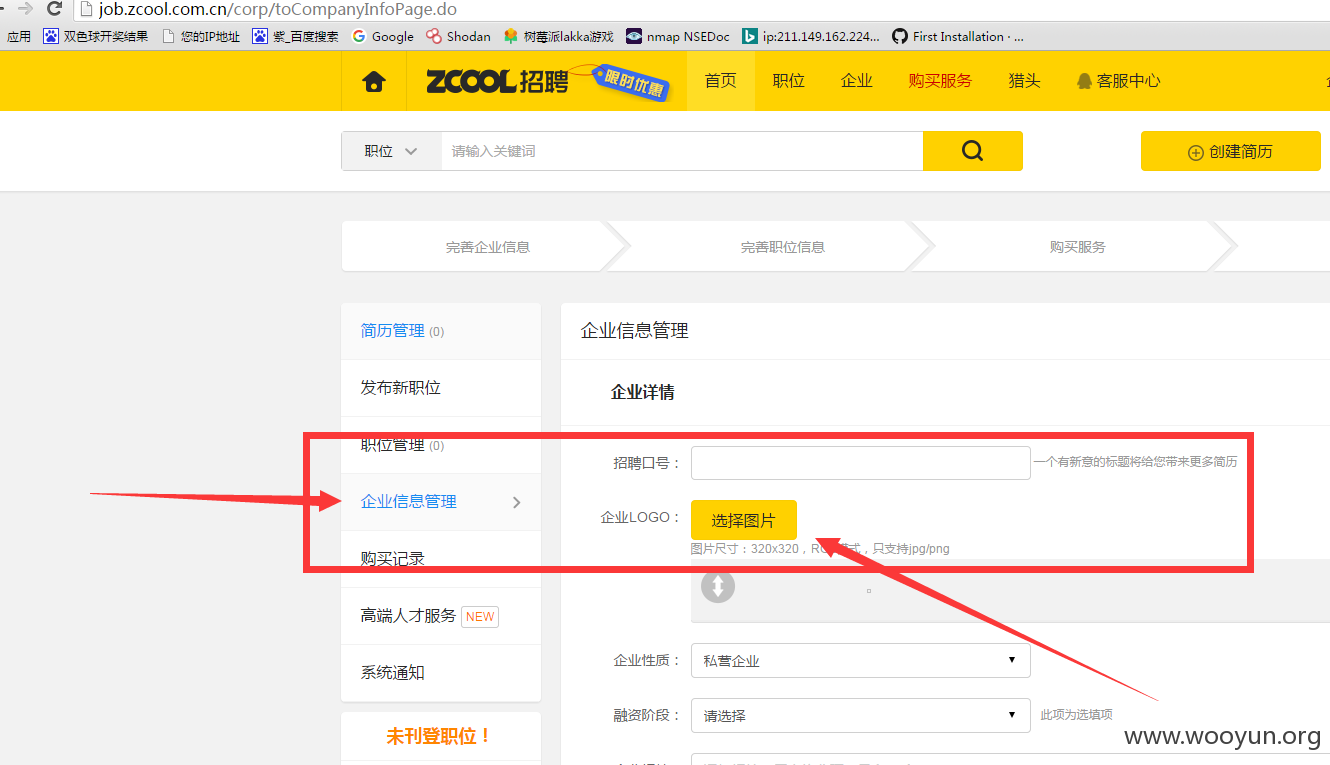 job.zcool.com.cn/corp/toCompanyInfoPage.do
应用 双色球开奖结果 您的IP地址 紫_百度搜索 Google Shodan 树莓派lakka游戏 nmap NSEDoc ip:211.149.162.224... First Installation · ...
ZCOOL招聘 限时优惠 首页 职位 企业 购买服务 猎头 客服中心
职位 请输入关键词 创建简历
完善企业信息 完善职位信息 购买服务
简历管理 (0)
企业信息管理
发布新职位
企业详情
职位管理 (0)
招聘口号： 一个有新意的标题将给您带来更多简历
企业信息管理
企业LOGO： 选择图片
图片尺寸：320x320，只支持jpg/png
购买记录
高端人才服务 NEW
企业性质： 私营企业
系统通知
融资阶段： 请选择 此项为选填项
未刊登职位！
www.wooyun.org